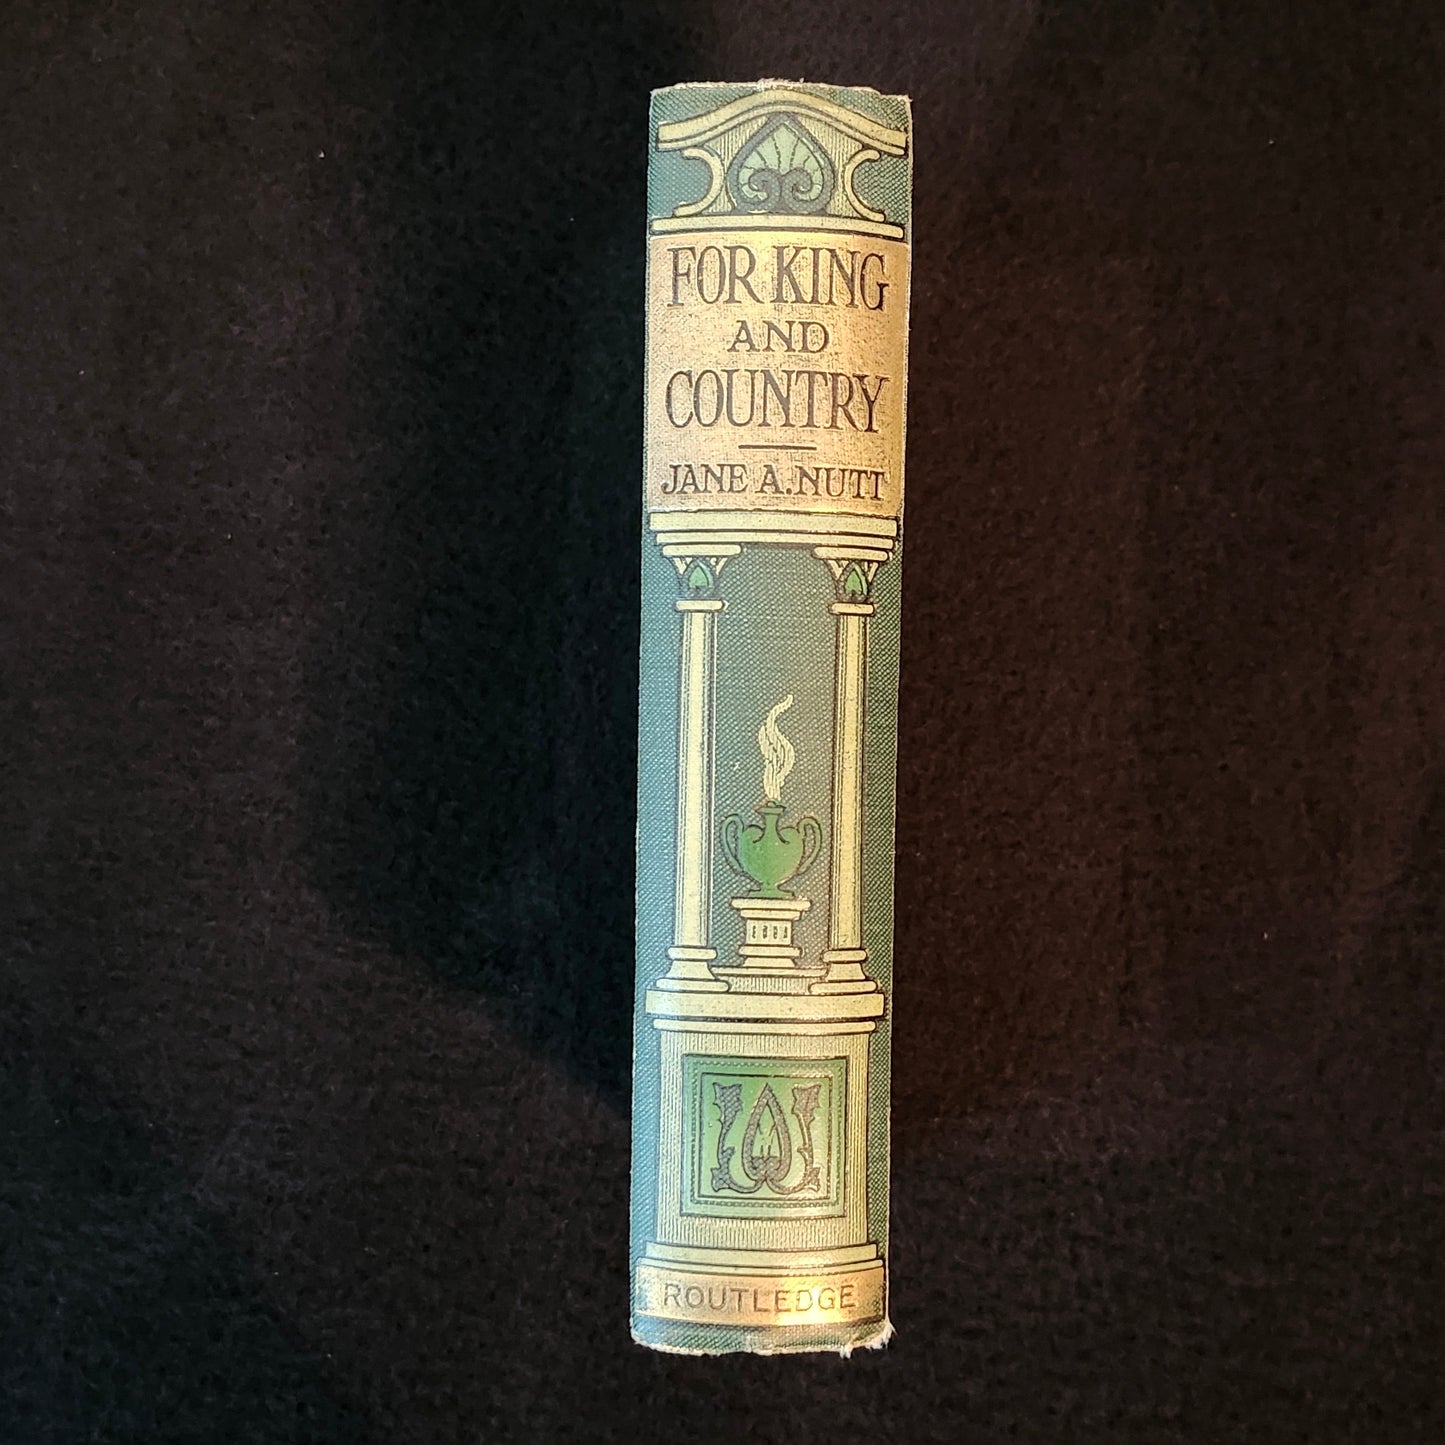 FOR KING
AND
COUNTRY
JANE A. NUTT
ROUTLEDGE